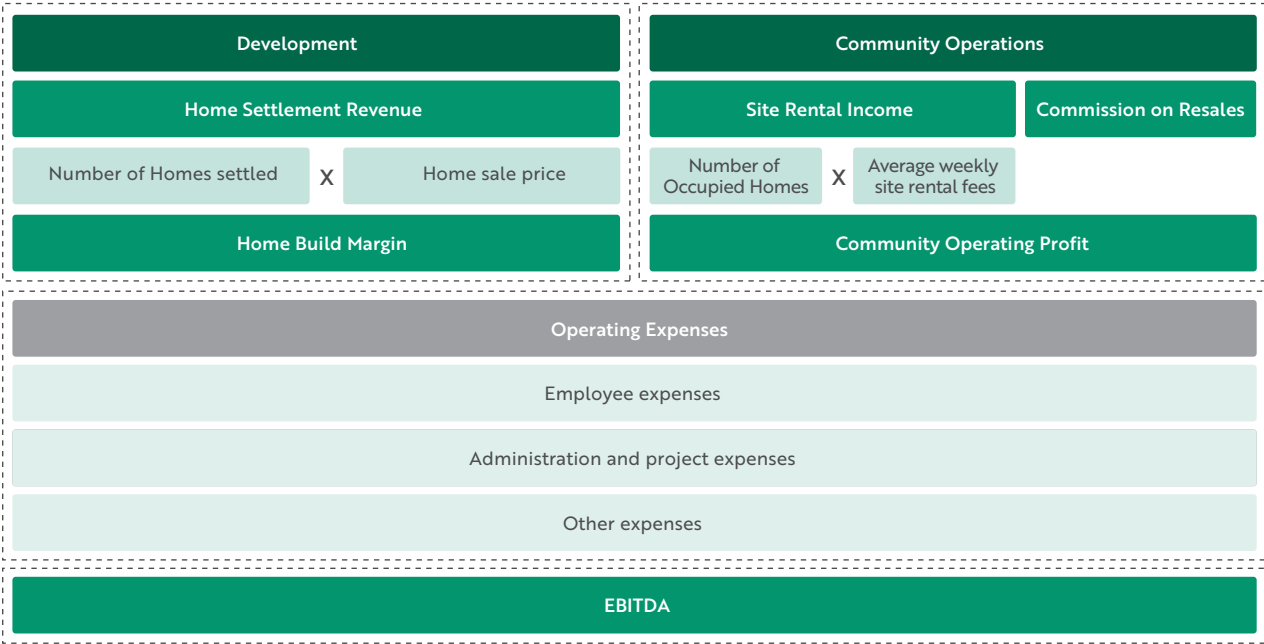 Development
Home Settlement Revenue
Number of Homes settled X Home sale price
Home Build Margin
Community Operations
Site Rental Income
Commission on Resales
Number of
Occupied Homes
X
Average weekly
site rental fees
Community Operating Profit
Operating Expenses
Employee expenses
Administration and project expenses
Other expenses
EBITDA